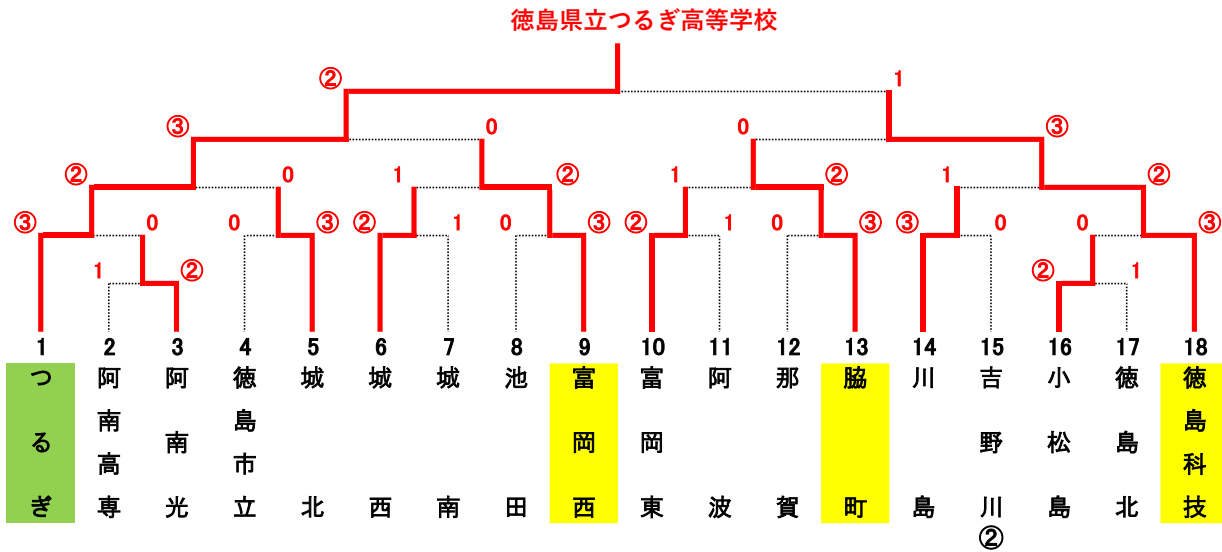 徳島県立つるぎ高等学校
② 1
③ 0 0 ③
② 0 1 ② 1 ② 1 ②
③ 0 0 ③ ② 1 0 ③ ② 1 0 ③ ③ 0 0 ③
1 ② ② 1
1 2 3 4 5 6 7 8 9 10 11 12 13 14 15 16 17 18
つるぎ
阿南高専
阿南光
徳島市立
城北
城西
城南
池田
富岡西
富岡東
阿波
那賀
脇町
川島
吉野川②
小松島
徳島北
徳島科技